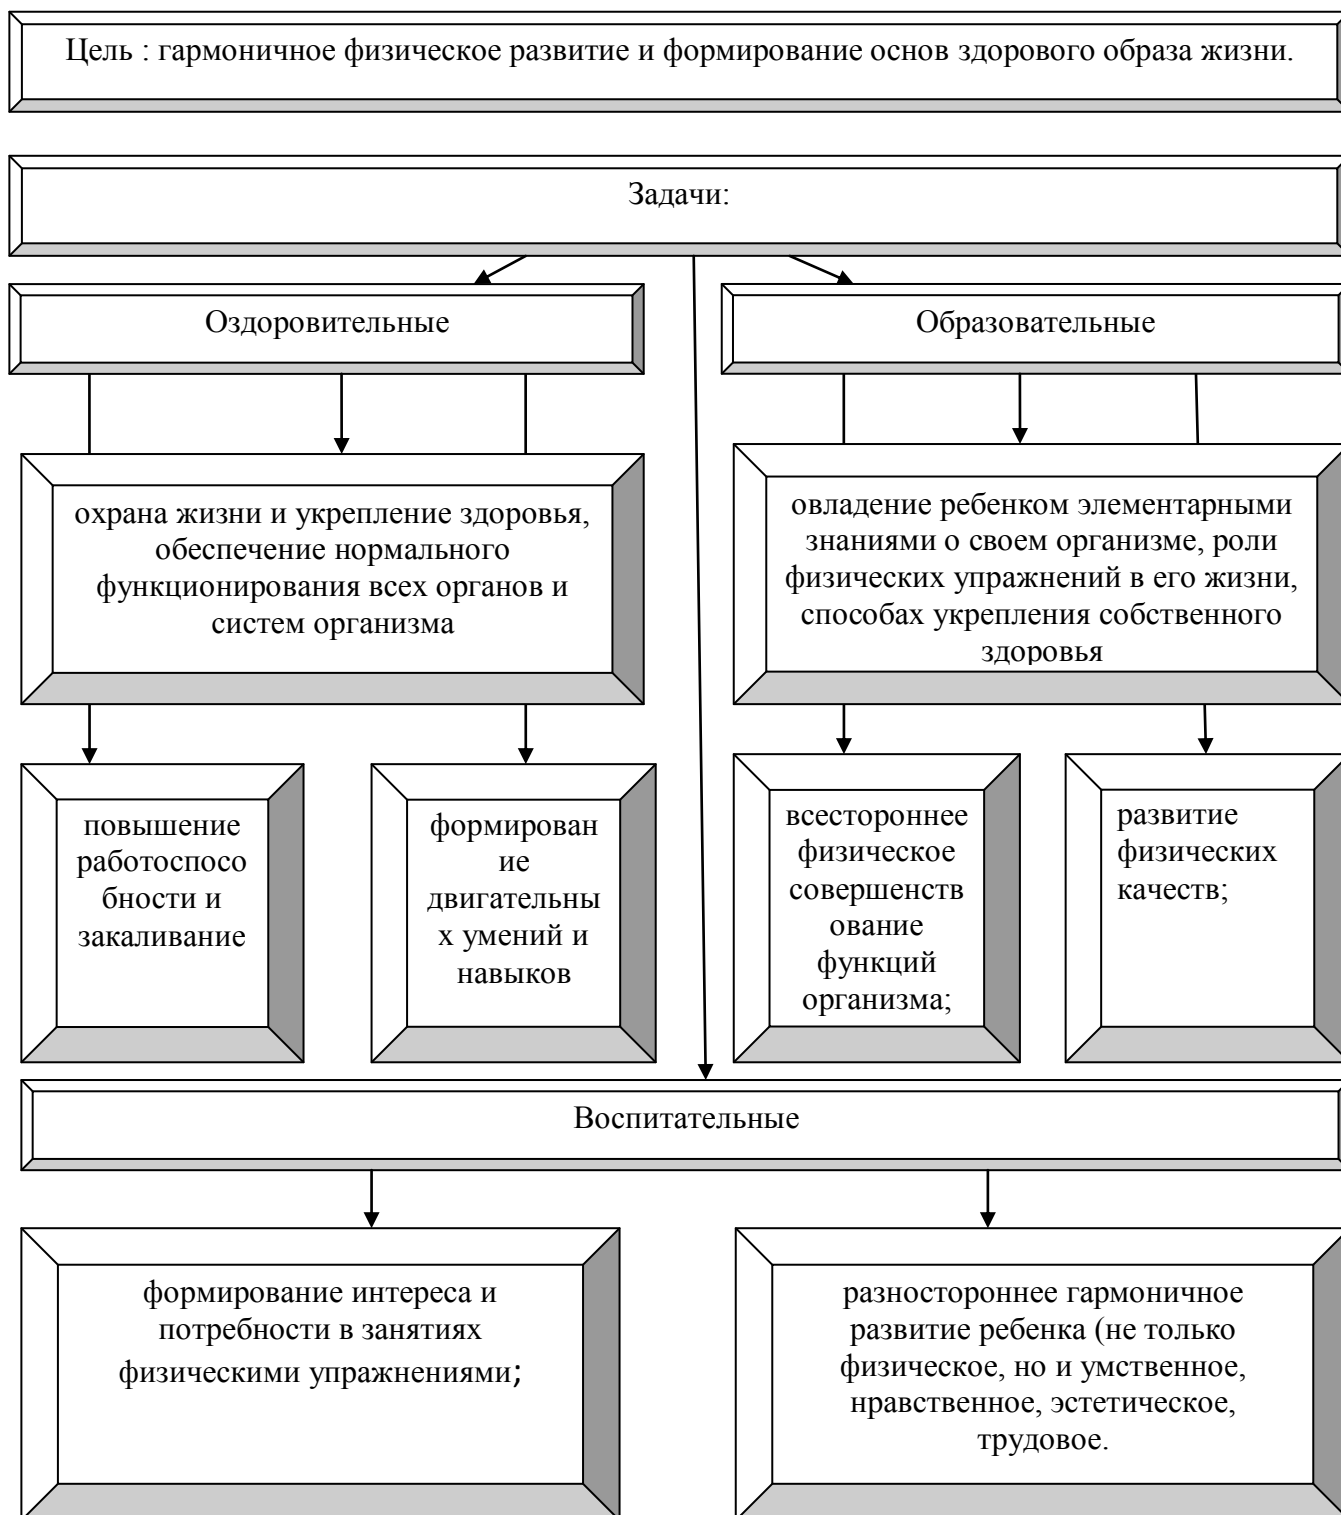 Цель : гармоничное физическое развитие и формирование основ здорового образа жизни.
Задачи:
Оздоровительные
Образовательные
охрана жизни и укрепление здоровья,
обеспечение нормального
функционирования всех органов и
систем организма
овладение ребенком элементарными
знаниями о своем организме, роли
физических упражнений в его жизни,
способах укрепления собственного
здоровья
повышение
работоспосо
бности и
закаливание
формирован
ие
двигательны
х умений и
навыков
всестороннее
физическое
совершенств
ование
функций
организма;
развитие
физических
качеств;
Воспитательные
формирование интереса и
потребности в занятиях
физическими упражнениями;
разностороннее гармоничное
развитие ребенка (не только
физическое, но и умственное,
нравственное, эстетическое,
трудовое.